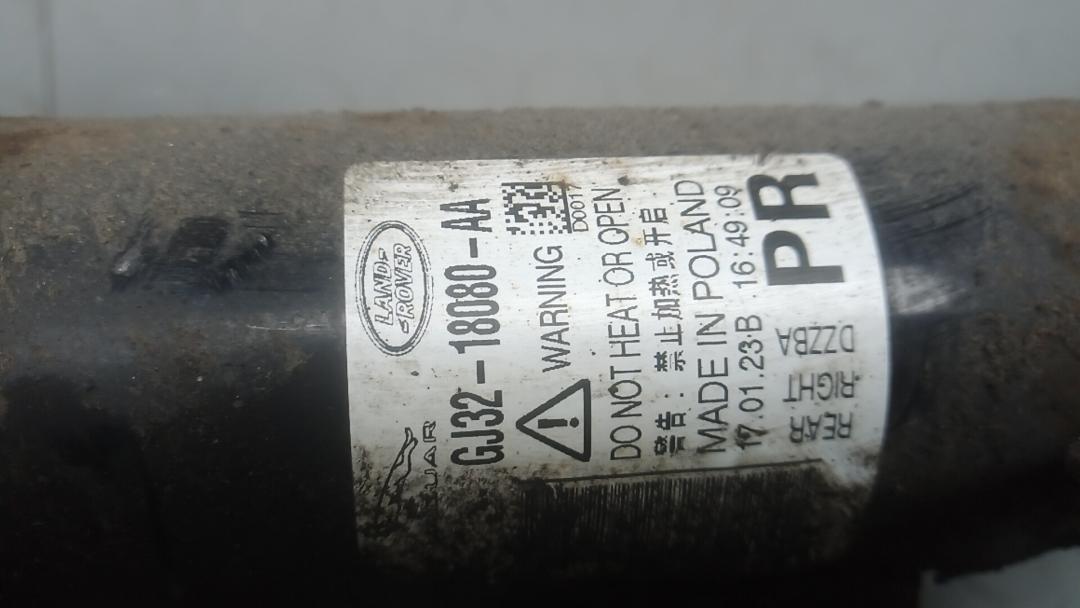 LAND-
ROVER
UAR
GJ32-18080-AA
D0017
WARNING
DO NOT HEAT OR OPEN
警告: 禁止加热或开启
MADE IN POLAND
17.01.23·B 16:49:09
PR
REAR
RIGHT
DZZBA